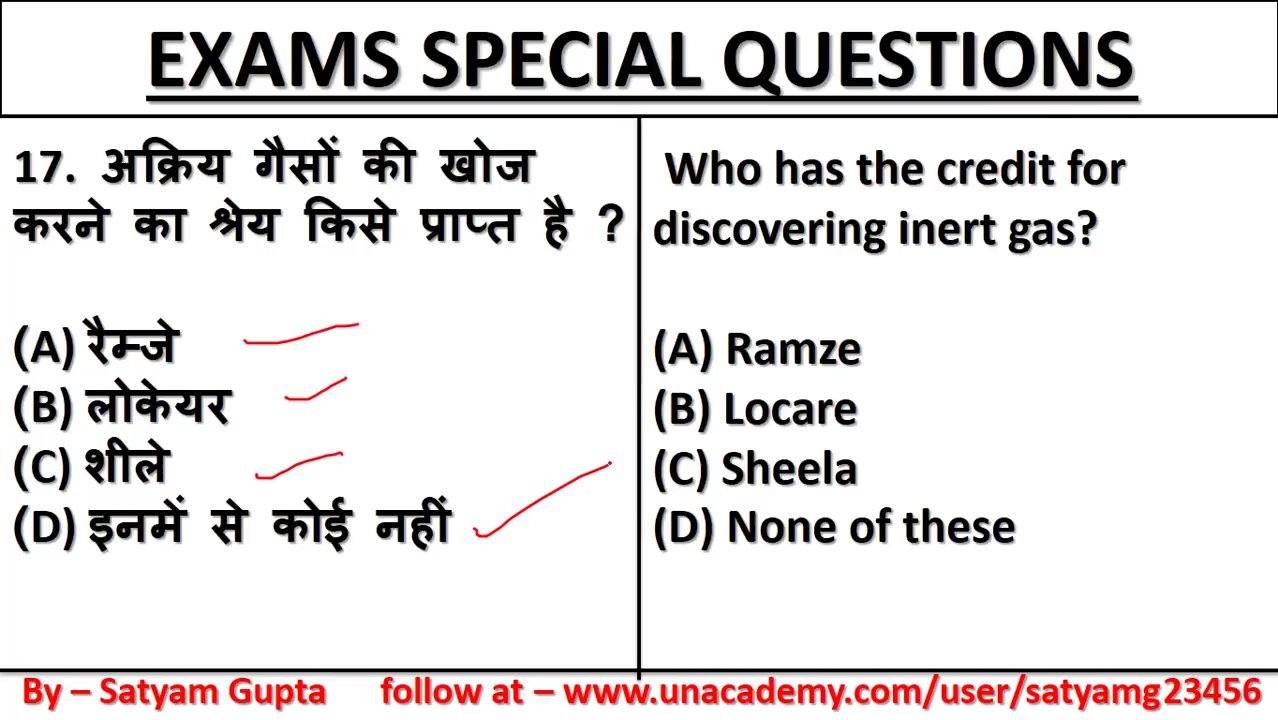 EXAMS SPECIAL QUESTIONS
17. अक्रिय गैसों की खोज
करने का श्रेय किसे प्राप्त है ?
(A) रैम्जे
(B) लोकेयर
(C) शीले
(D) इनमें से कोई नहीं
Who has the credit for
discovering inert gas?
(A) Ramze
(B) Locare
(C) Sheela
(D) None of these
By – Satyam Gupta follow at – www.unacademy.com/user/satyamg23456